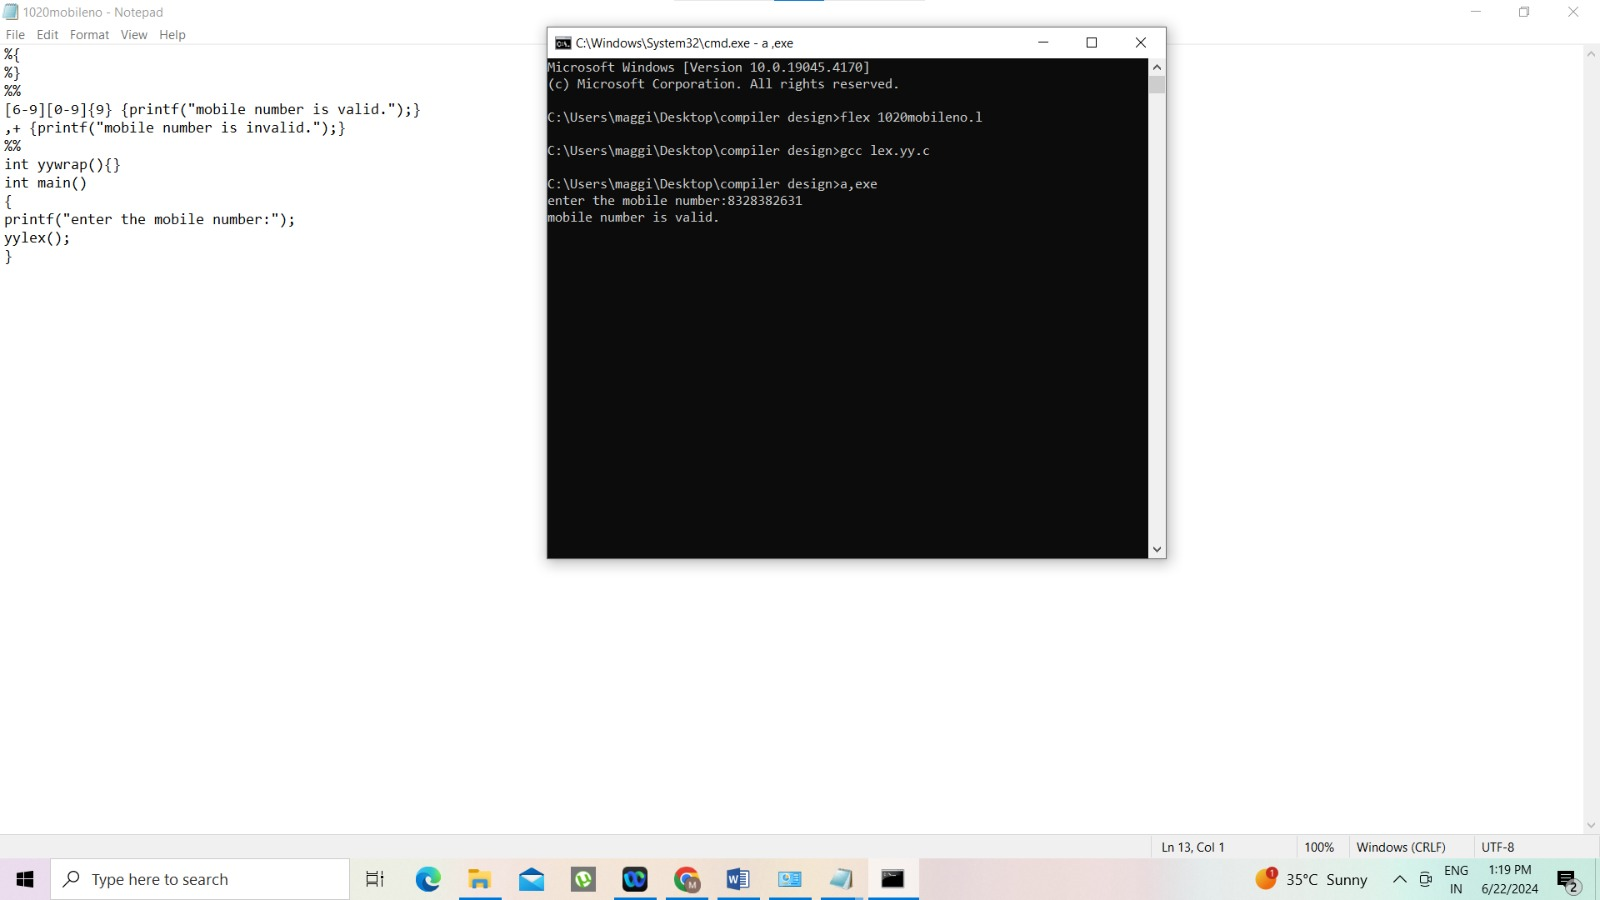 1020mobileno - Notepad
File Edit Format View Help
%{
%}
%%
[6-9][0-9]{9} {printf("mobile number is valid.");}
,+ {printf("mobile number is invalid.");}
%%
int yywrap(){}
int main()
{
printf("enter the mobile number:");
yylex();
}
C:\Windows\System32\cmd.exe - a ,exe
Microsoft Windows [Version 10.0.19045.4170]
(c) Microsoft Corporation. All rights reserved.
C:\Users\maggi\Desktop\compiler design>flex 1020mobileno.l
C:\Users\maggi\Desktop\compiler design>gcc lex.yy.c
C:\Users\maggi\Desktop\compiler design>a,exe
enter the mobile number:8328382631
mobile number is valid.
Ln 13, Col 1 100% Windows (CRLF) UTF-8
Type here to search
35°C Sunny
ENG
IN
1:19 PM
6/22/2024
2